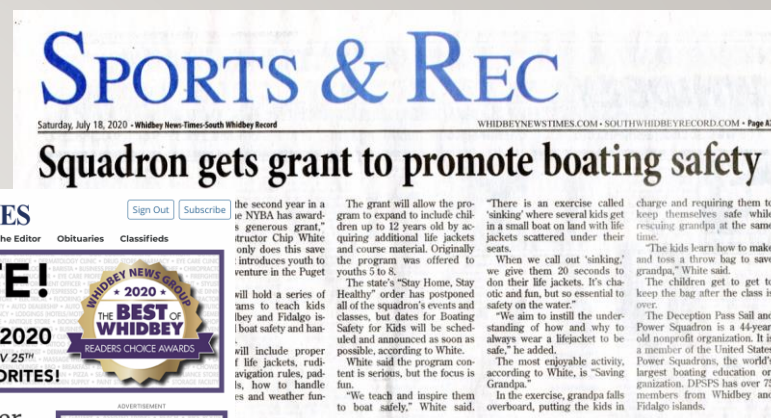 SPORTS & REC
Saturday, July 18, 2020 • Whidbey News-Times-South Whidbey Record
WHIDBEYNEWSTIMES.COM • SOUTHWHIDBEYRECORD.COM • Page A
Squadron gets grant to promote boating safety
ES
Sign Out
Subscribe
he Editor
Obituaries
Classifieds
E!
2020
V 25TH
ORITES!
WHIDBEY NEWS GROUP
• 2020 •
THE BEST OF
WHIDBEY
READERS CHOICE AWARDS
ADVERTISEMENT
er
the second year in a
e NYBA has award-
s generous grant,"
tructor Chip White
only does this save
introduces youth to
venture in the Puget
will hold a series of
ams to teach kids
lbey and Fidalgo is-
l boat safety and han-
will include proper
f life jackets, rudi-
avigation rules, pad-
ls, how to handle
es and weather fun-
The grant will allow the pro-
gram to expand to include chil-
dren up to 12 years old by ac-
quiring additional life jackets
and course material. Originally
the program was offered to
youths 5 to 8.
The state's "Stay Home, Stay
Healthy" order has postponed
all of the squadron's events and
classes, but dates for Boating
Safety for Kids will be sched-
uled and announced as soon as
possible, according to White.
White said the program con-
tent is serious, but the focus is
fun.
"We teach and inspire them
to boat safely," White said.
"There is an exercise called
'sinking' where several kids get
in a small boat on land with life
jackets scattered under their
seats.
When we call out 'sinking,'
we give them 20 seconds to
don their life jackets. It's cha-
otic and fun, but so essential to
safety on the water."
"We aim to instill the under-
standing of how and why to
always wear a lifejacket to be
safe," he added.
The most enjoyable activity,
according to White, is "Saving
Grandpa."
In the exercise, grandpa falls
overboard, putting the kids in
charge and requiring them to
keep themselves safe while
rescuing grandpa at the same
time.
"The kids learn how to make
and toss a throw bag to save
grandpa," White said.
The children get to get to
keep the bag after the class is
over.
The Deception Pass Sail and
Power Squadron is a 44-year-
old nonprofit organization. It is
a member of the United States
Power Squadrons, the world's
largest boating education or-
ganization. DPSPS has over 75
members from Whidbey and
Fidalgo islands.